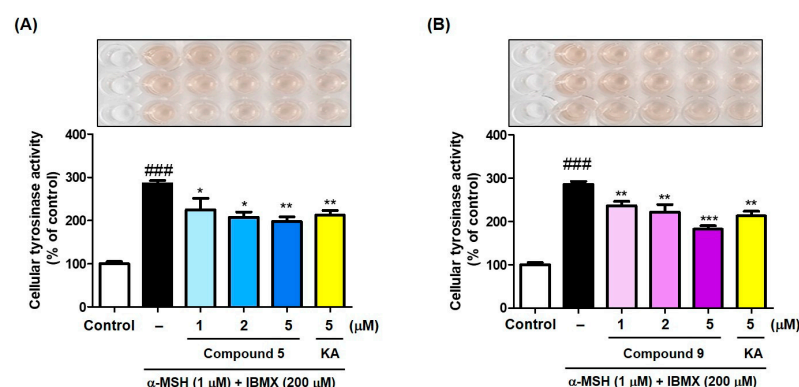 (A)
Cellular tyrosinase activity
(% of control)
400
300
200
100
0
###
*
*
**
**
Control
–
1
2
5
5
(μM)
Compound 5
KA
α-MSH (1 μM) + IBMX (200 μM)
(B)
Cellular tyrosinase activity
(% of control)
400
300
200
100
0
###
**
**
***
**
Control
–
1
2
5
5
(μM)
Compound 9
KA
α-MSH (1 μM) + IBMX (200 μM)